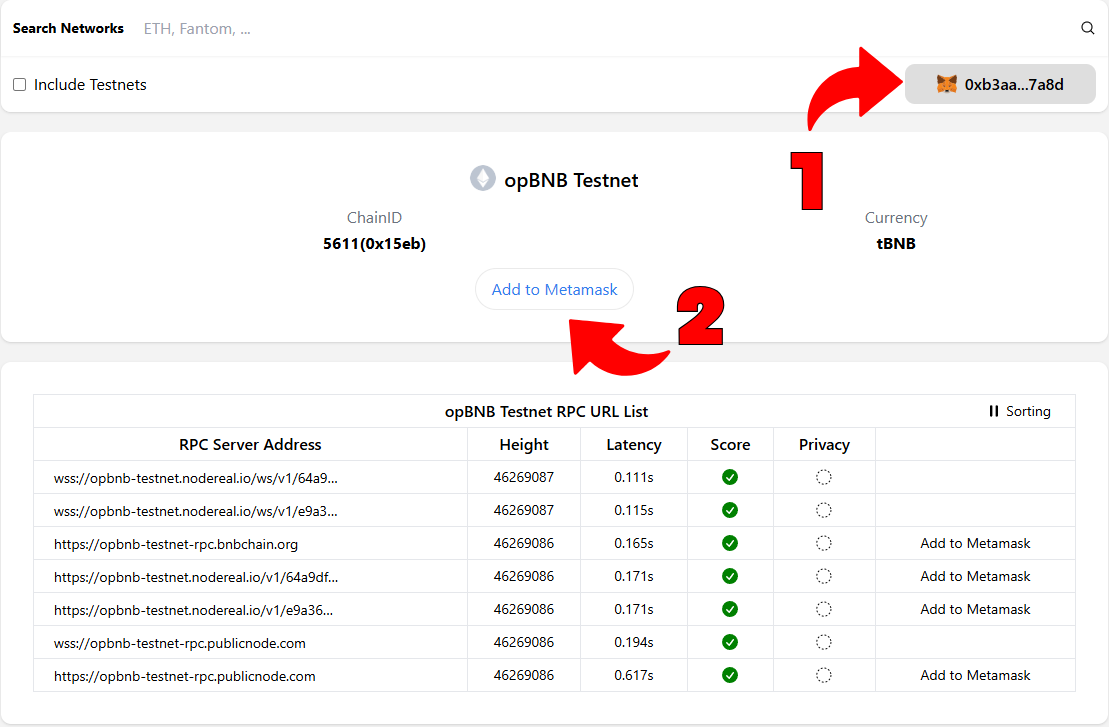 Search Networks ETH, Fantom, ...
Include Testnets
0xb3aa...7a8d
1
opBNB Testnet
ChainID Currency
5611(0x15eb) tBNB
Add to Metamask
2
opBNB Testnet RPC URL List Sorting
RPC Server Address Height Latency Score Privacy
wss://opbnb-testnet.nodereal.io/ws/v1/64a9... 46269087 0.111s
wss://opbnb-testnet.nodereal.io/ws/v1/e9a3... 46269087 0.115s
https://opbnb-testnet-rpc.bnbchain.org 46269086 0.165s Add to Metamask
https://opbnb-testnet.nodereal.io/v1/64a9df... 46269086 0.171s Add to Metamask
https://opbnb-testnet.nodereal.io/v1/e9a36... 46269086 0.171s Add to Metamask
wss://opbnb-testnet-rpc.publicnode.com 46269086 0.194s
https://opbnb-testnet-rpc.publicnode.com 46269086 0.617s Add to Metamask